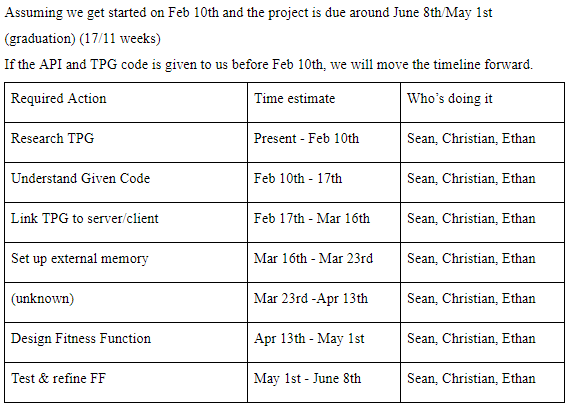 Assuming we get started on Feb 10th and the project is due around June 8th/May 1st
(graduation) (17/11 weeks)
If the API and TPG code is given to us before Feb 10th, we will move the timeline forward.
Required Action Time estimate Who's doing it
Research TPG Present - Feb 10th Sean, Christian, Ethan
Understand Given Code Feb 10th - 17th Sean, Christian, Ethan
Link TPG to server/client Feb 17th - Mar 16th Sean, Christian, Ethan
Set up external memory Mar 16th - Mar 23rd Sean, Christian, Ethan
(unknown) Mar 23rd -Apr 13th Sean, Christian, Ethan
Design Fitness Function Apr 13th - May 1st Sean, Christian, Ethan
Test & refine FF May 1st - June 8th Sean, Christian, Ethan